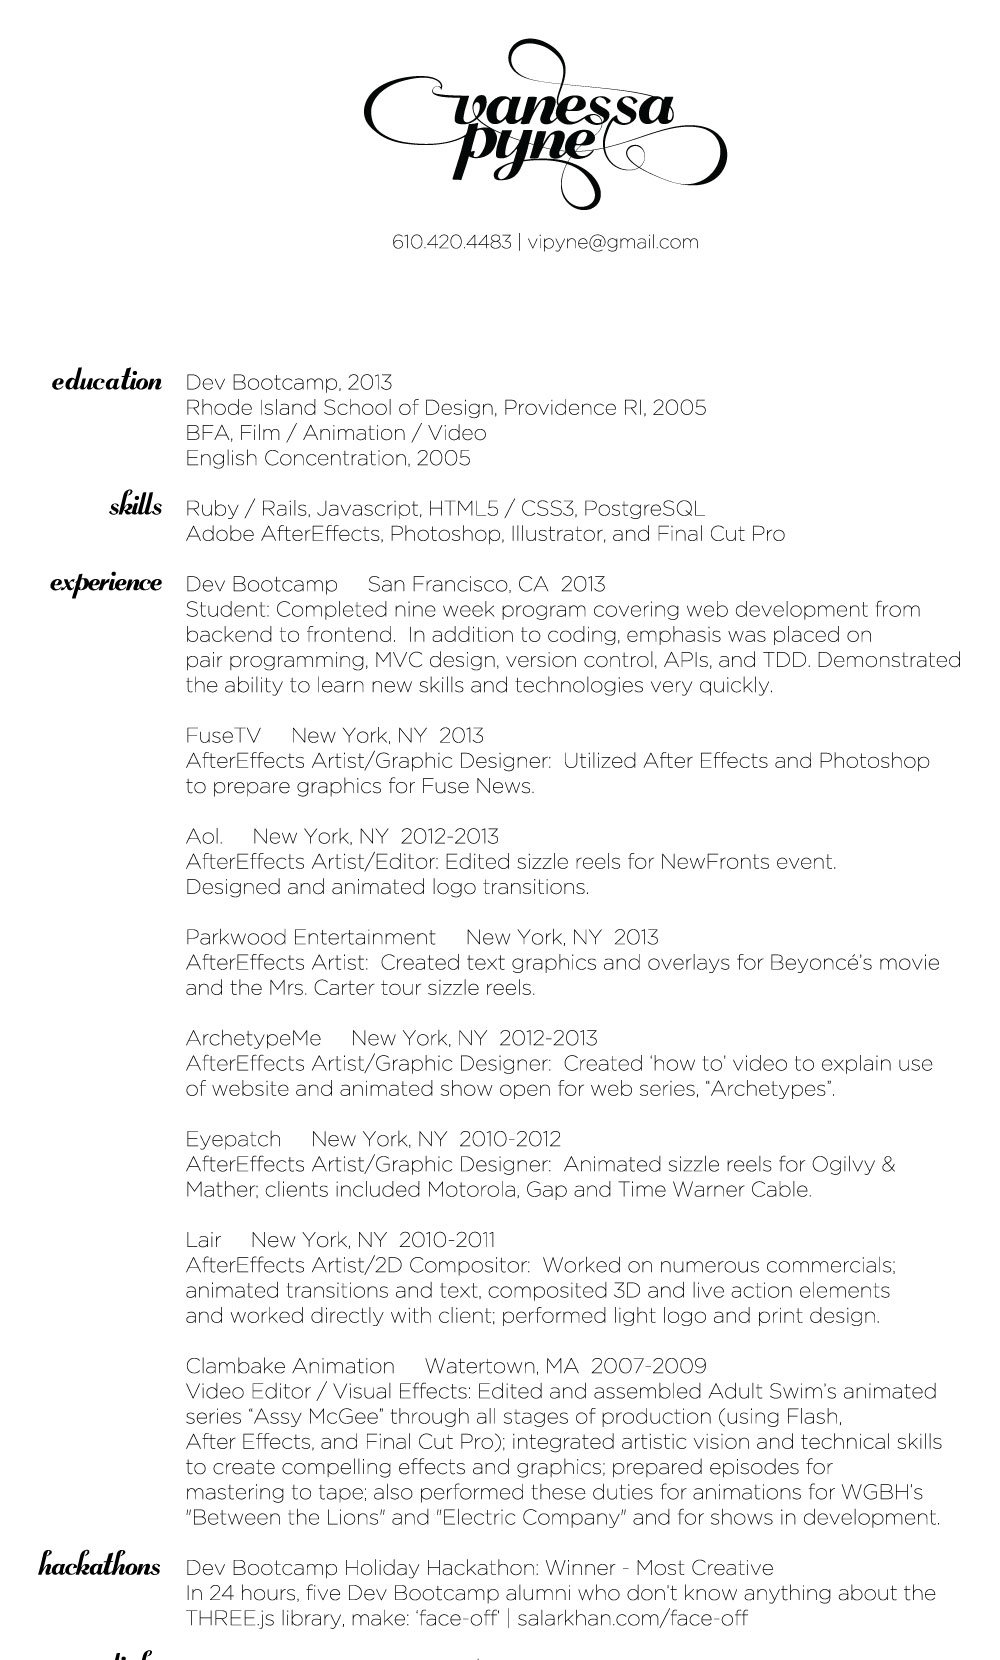 vanessa
pyne
610.420.4483 | vipyne@gmail.com
education Dev Bootcamp, 2013
Rhode Island School of Design, Providence RI, 2005
BFA, Film / Animation / Video
English Concentration, 2005
skills Ruby / Rails, Javascript, HTML5 / CSS3, PostgreSQL
Adobe AfterEffects, Photoshop, Illustrator, and Final Cut Pro
experience Dev Bootcamp San Francisco, CA 2013
Student: Completed nine week program covering web development from
backend to frontend. In addition to coding, emphasis was placed on
pair programming, MVC design, version control, APIs, and TDD. Demonstrated
the ability to learn new skills and technologies very quickly.
FuseTV New York, NY 2013
AfterEffects Artist/Graphic Designer: Utilized After Effects and Photoshop
to prepare graphics for Fuse News.
Aol. New York, NY 2012-2013
AfterEffects Artist/Editor: Edited sizzle reels for NewFronts event.
Designed and animated logo transitions.
Parkwood Entertainment New York, NY 2013
AfterEffects Artist: Created text graphics and overlays for Beyoncé's movie
and the Mrs. Carter tour sizzle reels.
ArchetypeMe New York, NY 2012-2013
AfterEffects Artist/Graphic Designer: Created 'how to' video to explain use
of website and animated show open for web series, "Archetypes".
Eyepatch New York, NY 2010-2012
AfterEffects Artist/Graphic Designer: Animated sizzle reels for Ogilvy &
Mather; clients included Motorola, Gap and Time Warner Cable.
Lair New York, NY 2010-2011
AfterEffects Artist/2D Compositor: Worked on numerous commercials;
animated transitions and text, composited 3D and live action elements
and worked directly with client; performed light logo and print design.
Clambake Animation Watertown, MA 2007-2009
Video Editor / Visual Effects: Edited and assembled Adult Swim's animated
series "Assy McGee" through all stages of production (using Flash,
After Effects, and Final Cut Pro); integrated artistic vision and technical skills
to create compelling effects and graphics; prepared episodes for
mastering to tape; also performed these duties for animations for WGBH's
"Between the Lions" and "Electric Company" and for shows in development.
hackathons Dev Bootcamp Holiday Hackathon: Winner - Most Creative
In 24 hours, five Dev Bootcamp alumni who don't know anything about the
THREE.js library, make: 'face-off' | salarkhan.com/face-off